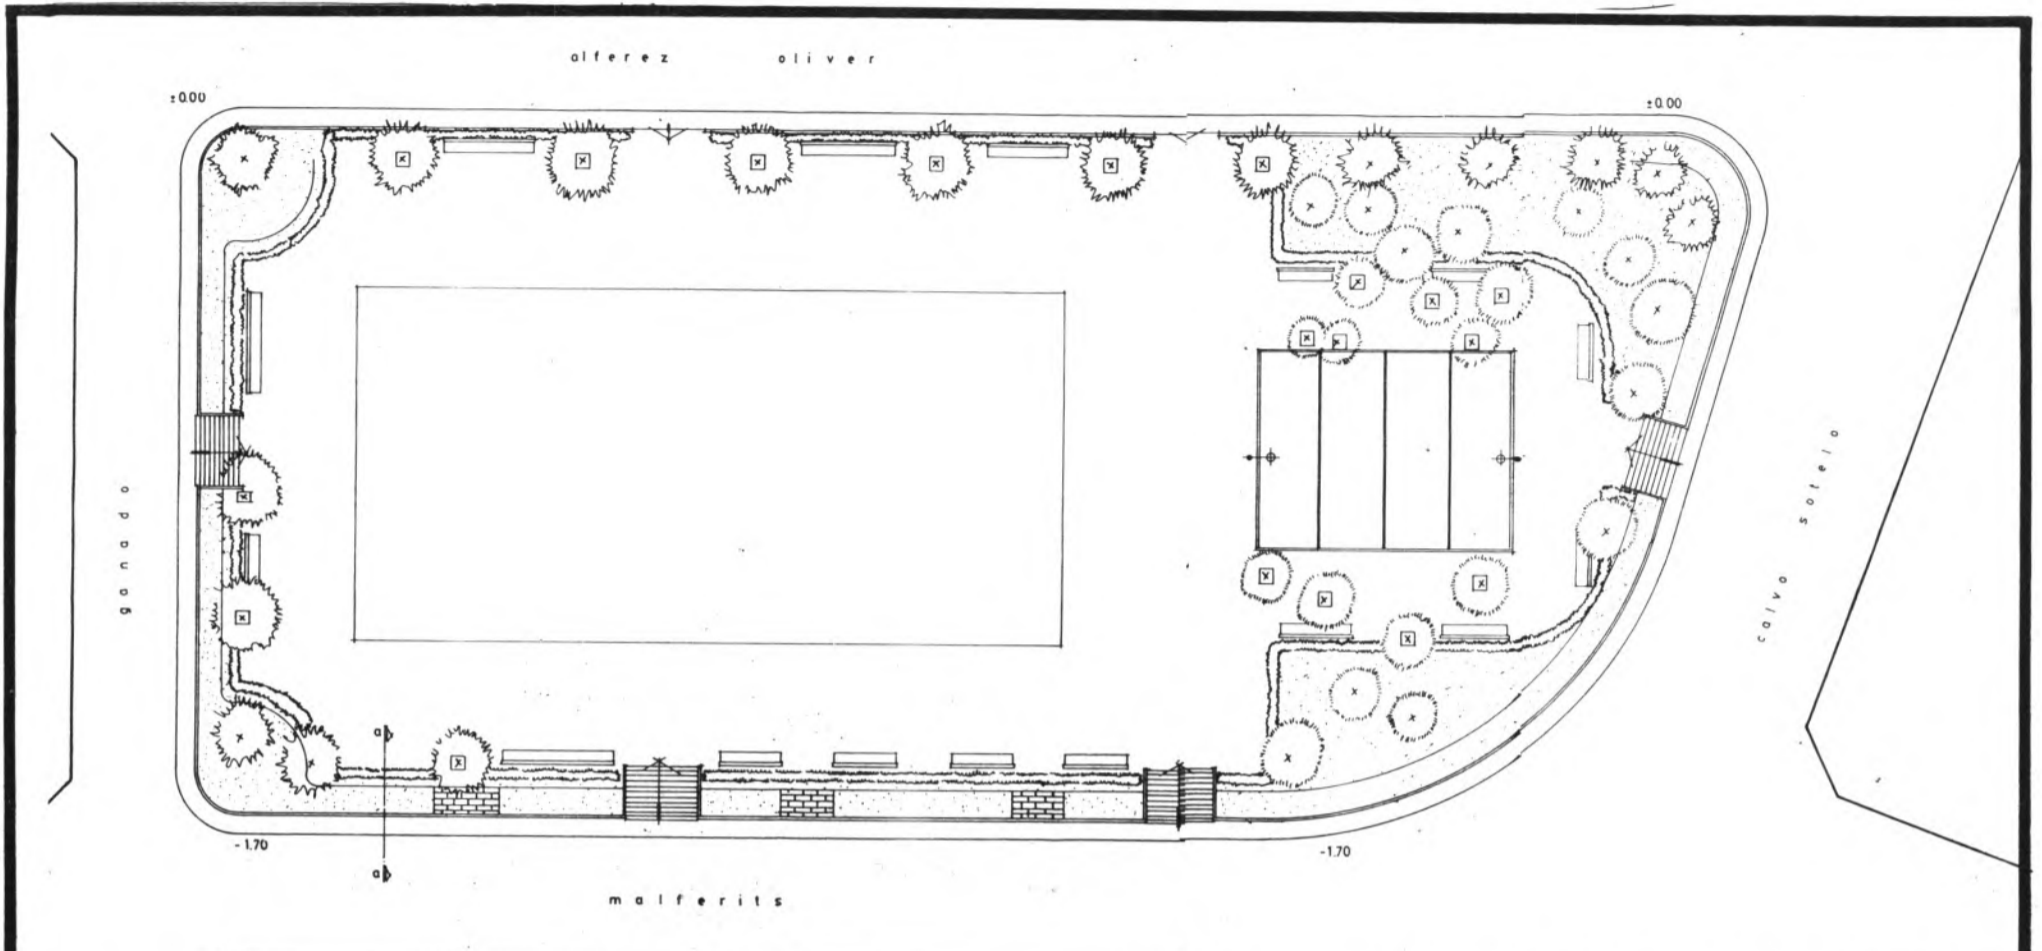 alferez oliver
±0.00
±0.00
ganado
calvo sotelo
a
a
-1.70
-1.70
malferits